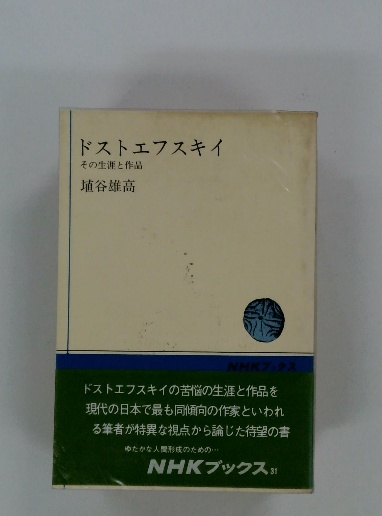 ドストエフスキイ
その生涯と作品
埴谷雄高
NHKブックス
ドストエフスキイの苦悩の生涯と作品を
現代の日本で最も同傾向の作家といわれ
る筆者が特異な視点から論じた待望の書
ゆたかな人間形成のための…
NHKブックス31